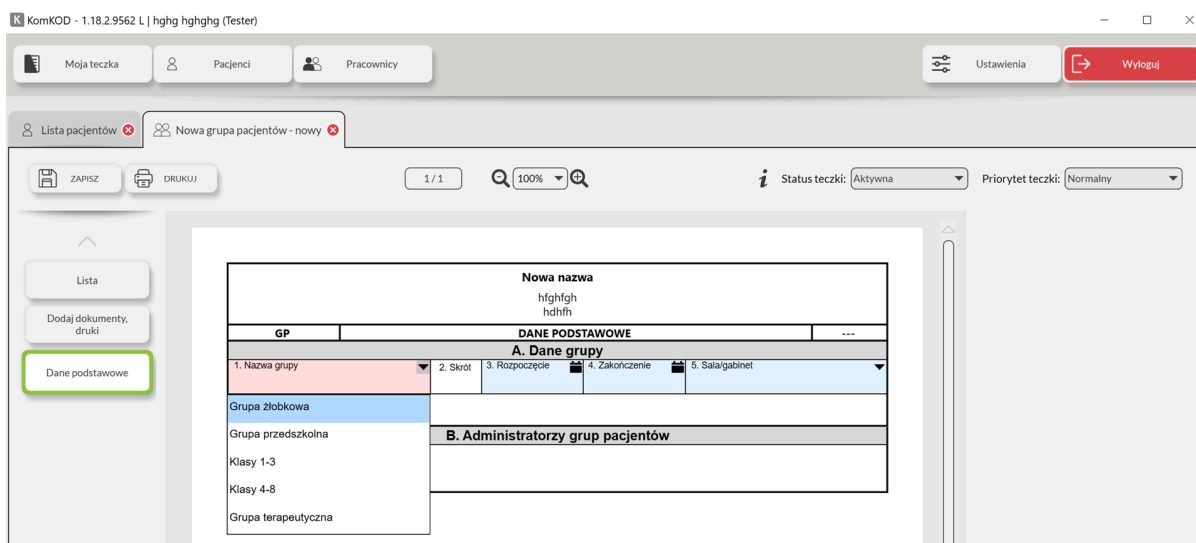 K KomKOD - 1.18.2.9562 L | hghg hghghg (Tester)
Moja teczka
Pacjenci
Pracownicy
Ustawienia
Wyloguj
Lista pacjentów
Nowa grupa pacjentów - nowy
ZAPISZ
DRUKUJ
1 / 1
100%
i Status teczki: Aktywna
Priorytet teczki: Normalny
Lista
Dodaj dokumenty,
druki
Dane podstawowe
Nowa nazwa
hfghfgh
hdhfh
GP DANE PODSTAWOWE ---
A. Dane grupy
1. Nazwa grupy 2. Skrót 3. Rozpoczęcie 4. Zakończenie 5. Sala/gabinet
Grupa żłobkowa
Grupa przedszkolna
B. Administratorzy grup pacjentów
Klasy 1-3
Klasy 4-8
Grupa terapeutyczna